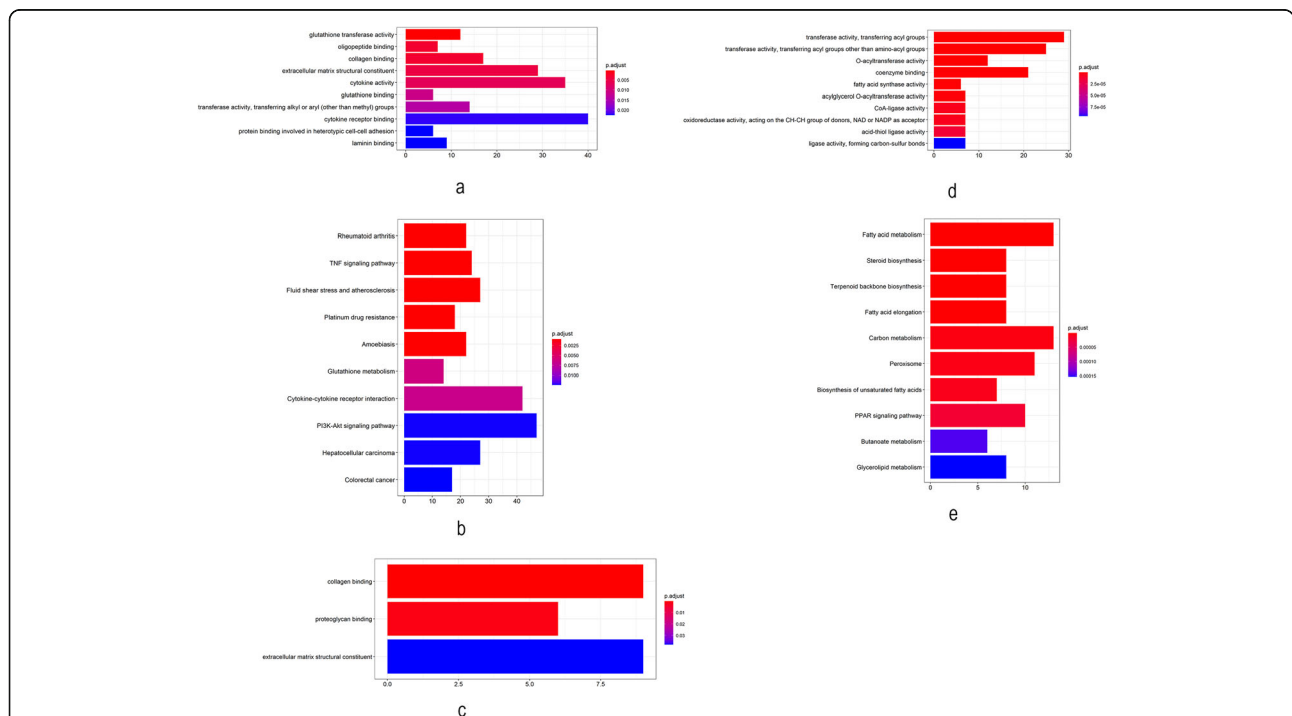 glutathione transferase activity
oligopeptide binding
collagen binding
extracellular matrix structural constituent
cytokine activity
glutathione binding
transferase activity, transferring alkyl or aryl (other than methyl) groups
cytokine receptor binding
protein binding involved in heterotypic cell-cell adhesion
laminin binding
0 10 20 30 40
p.adjust
0.005
0.010
0.015
0.020
a
transferase activity, transferring acyl groups
transferase activity, transferring acyl groups other than amino-acyl groups
O-acyltransferase activity
coenzyme binding
fatty acid synthase activity
acylglycerol O-acyltransferase activity
CoA-ligase activity
oxidoreductase activity, acting on the CH-CH group of donors, NAD or NADP as acceptor
acid-thiol ligase activity
ligase activity, forming carbon-sulfur bonds
0 10 20 30
p.adjust
2.5e-05
5.0e-05
7.5e-05
d
Rheumatoid arthritis
TNF signaling pathway
Fluid shear stress and atherosclerosis
Platinum drug resistance
Amoebiasis
Glutathione metabolism
Cytokine-cytokine receptor interaction
PI3K-Akt signaling pathway
Hepatocellular carcinoma
Colorectal cancer
0 10 20 30 40
p.adjust
0.0025
0.0050
0.0075
0.0100
b
Fatty acid metabolism
Steroid biosynthesis
Terpenoid backbone biosynthesis
Fatty acid elongation
Carbon metabolism
Peroxisome
Biosynthesis of unsaturated fatty acids
PPAR signaling pathway
Butanoate metabolism
Glycerolipid metabolism
0 5 10
p.adjust
0.00005
0.00010
0.00015
e
collagen binding
proteoglycan binding
extracellular matrix structural constituent
0.0 2.5 5.0 7.5
p.adjust
0.01
0.02
0.03
c